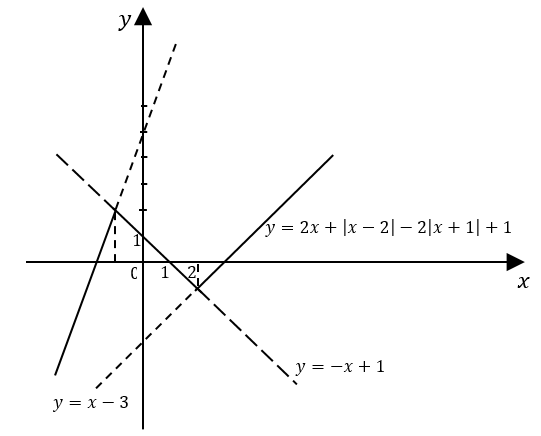 y
1
0 1 2
x
y = 2x + |x − 2| − 2|x + 1| + 1
y = −x + 1
y = x − 3